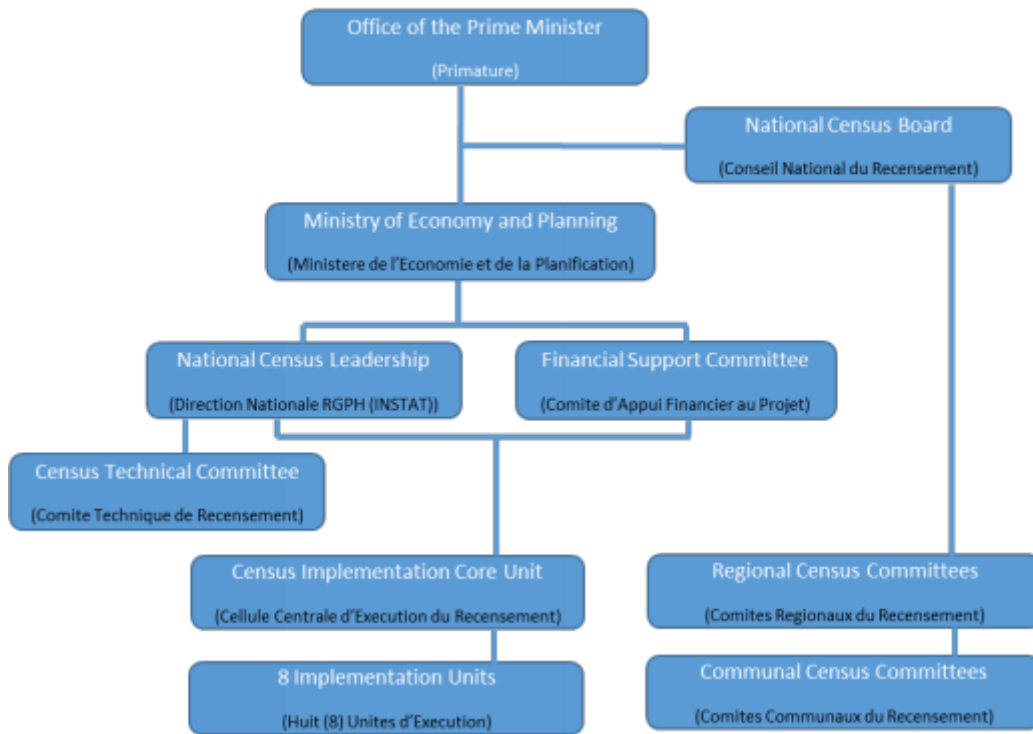 Office of the Prime Minister
(Primature)
National Census Board
(Conseil National du Recensement)
Ministry of Economy and Planning
(Ministere de l'Economie et de la Planification)
National Census Leadership
(Direction Nationale RGPH (INSTAT))
Financial Support Committee
(Comite d'Appui Financier au Projet)
Census Technical Committee
(Comite Technique de Recensement)
Census Implementation Core Unit
(Cellule Centrale d'Execution du Recensement)
Regional Census Committees
(Comites Regionaux du Recensement)
8 Implementation Units
(Huit (8) Unites d'Execution)
Communal Census Committees
(Comites Communaux du Recensement)